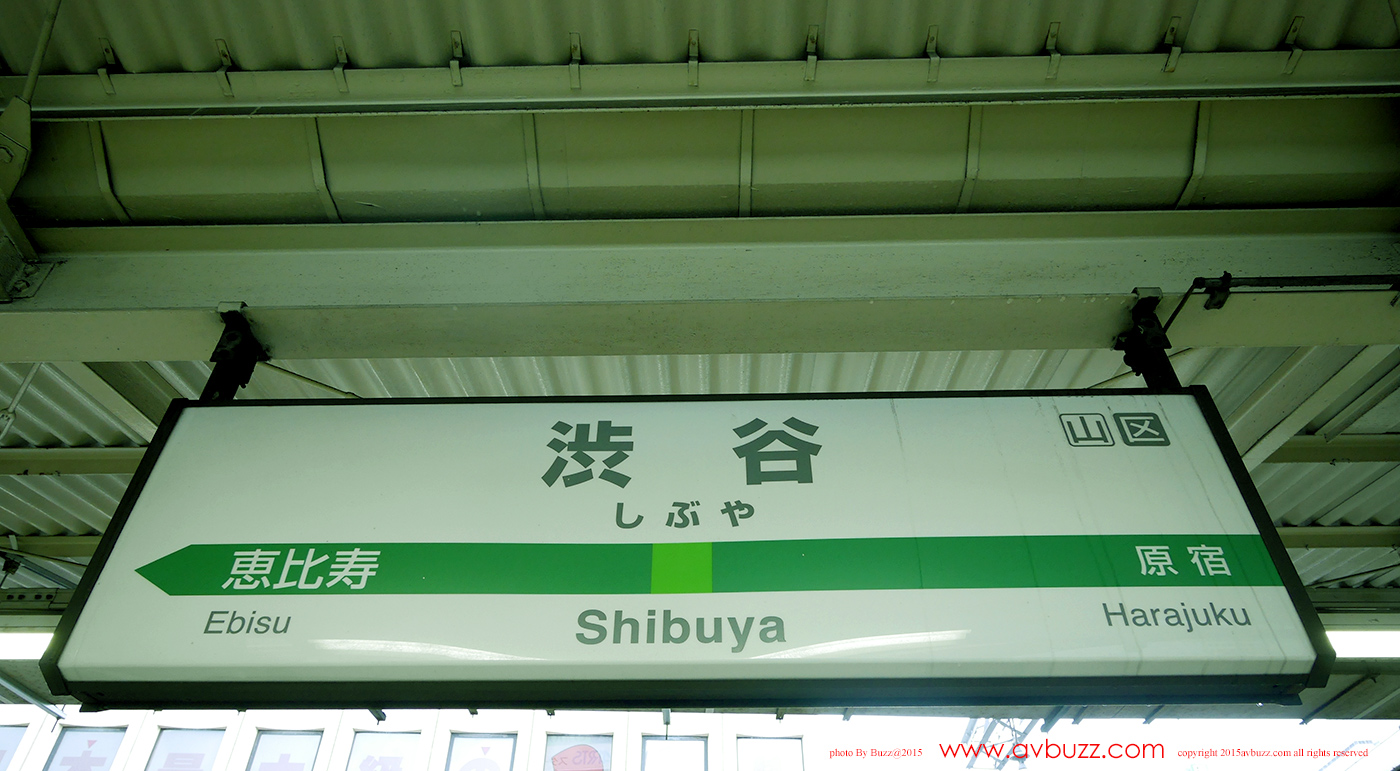 渋谷
山 区
しぶや
恵比寿
原宿
Ebisu
Shibuya
Harajuku
photo By Buzz@2015 www.avbuzz.com copyright 2015avbuzz.com all rights reserved